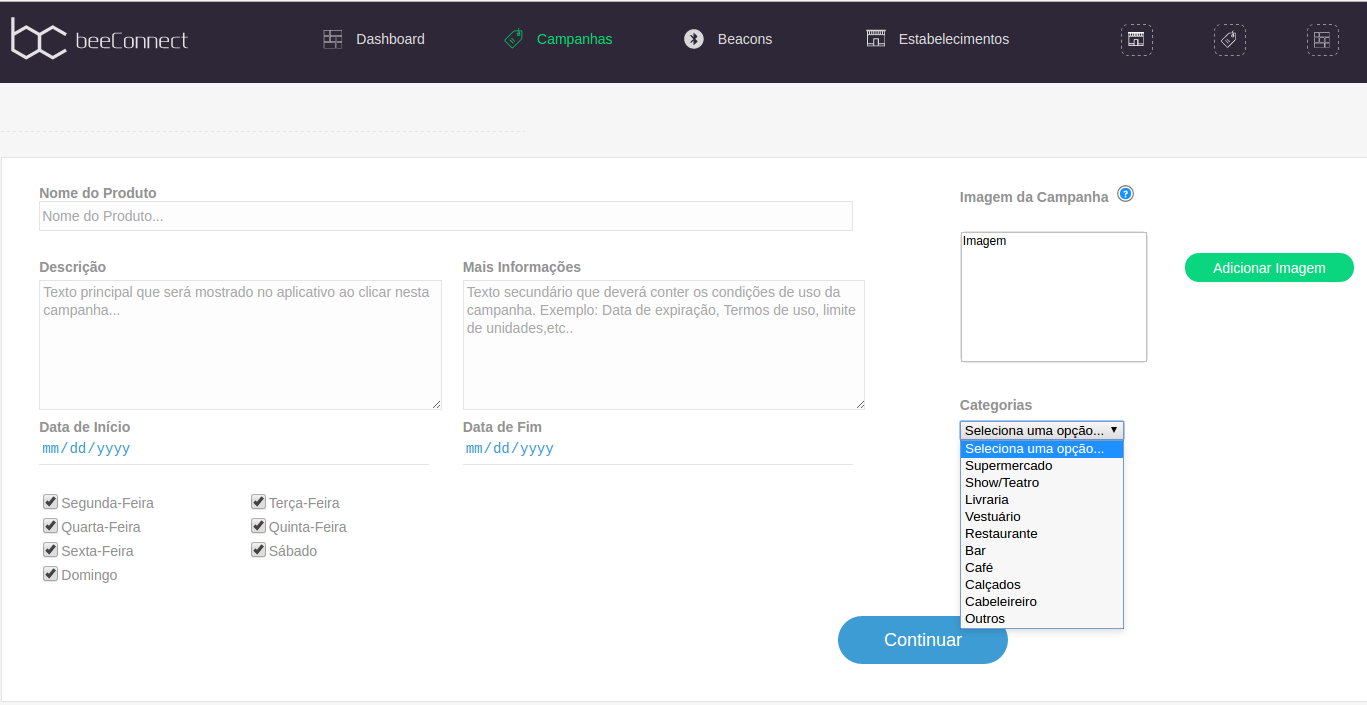 beeConnect
Dashboard
Campanhas
Beacons
Estabelecimentos
Nome do Produto
Nome do Produto...
Descrição
Texto principal que será mostrado no aplicativo ao clicar nesta
campanha...
Mais Informações
Texto secundário que deverá conter os condições de uso da
campanha. Exemplo: Data de expiração, Termos de uso, limite
de unidades,etc..
Data de Início
mm/dd/yyyy
Data de Fim
mm/dd/yyyy
Segunda-Feira
Terça-Feira
Quarta-Feira
Quinta-Feira
Sexta-Feira
Sábado
Domingo
Imagem da Campanha ?
Imagem
Adicionar Imagem
Categorias
Seleciona uma opção...
Seleciona uma opção...
Supermercado
Show/Teatro
Livraria
Vestuário
Restaurante
Bar
Café
Calçados
Cabeleireiro
Outros
Continuar